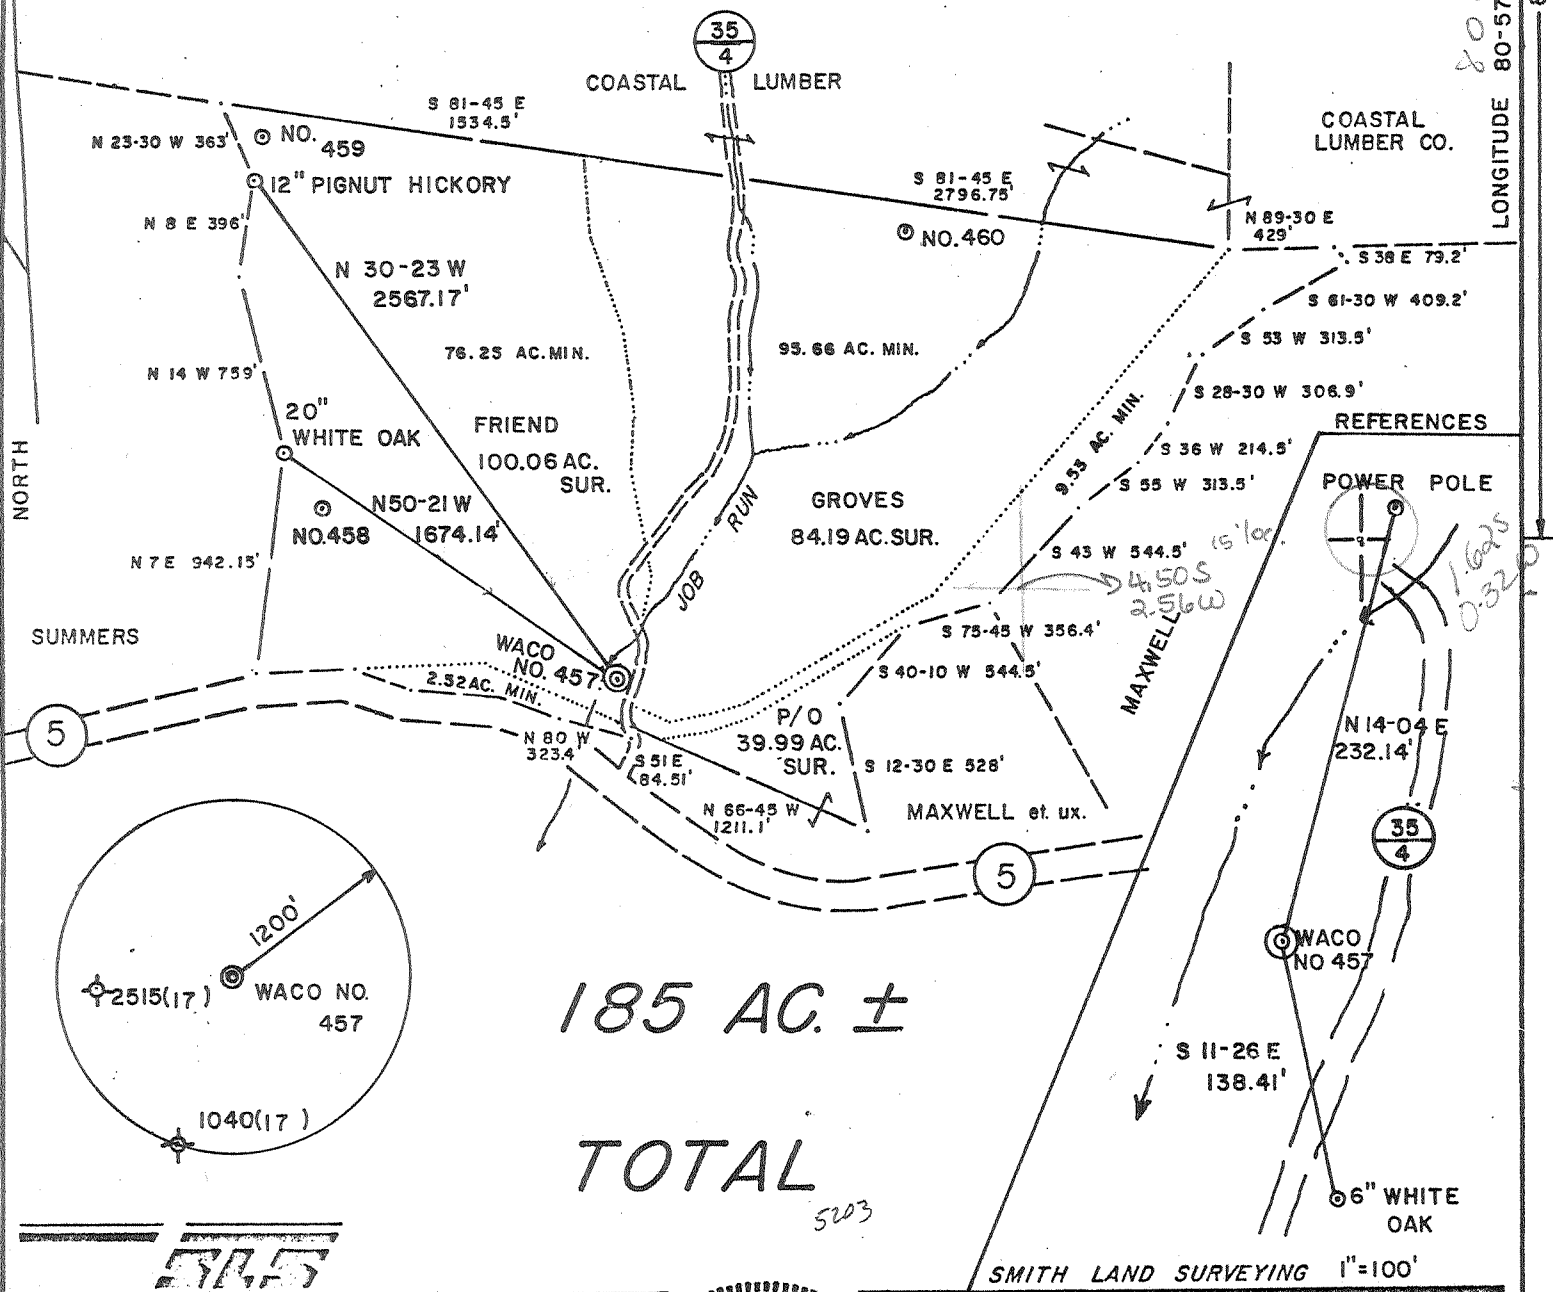 35
4
COASTAL LUMBER
S 81-45 E
1534.5'
N 23-30 W 363'
NO.
459
12" PIGNUT HICKORY
N 8 E 396'
N 30-23 W
2567.17'
S 81-45 E
2796.75'
NO. 460
COASTAL
LUMBER CO.
LONGITUDE 80-57
N 89-30 E
429'
S 38 E 79.2'
S 61-30 W 409.2'
S 53 W 313.5'
S 28-30 W 306.9'
S 36 W 214.5'
S 55 W 313.5'
S 43 W 544.5'
76.25 AC. MIN.
95.66 AC. MIN.
9.53 AC. MIN.
N 14 W 759'
20"
WHITE OAK
FRIEND
100.06 AC.
SUR.
NORTH
NO. 458
N50-21 W
1674.14'
GROVES
84.19 AC. SUR.
JOB RUN
N 7 E 942.15'
4.50 S
2.56 W
SUMMERS
WACO
NO. 457
2.52 AC. MIN.
S 75-45 W 356.4'
S 40-10 W 544.5'
MAXWELL
5
N 80 W
323.4'
S 51 E
84.51'
P/O
39.99 AC.
SUR.
S 12-30 E 528'
N 66-45 W
1211.1'
MAXWELL et. ux.
5
REFERENCES
POWER POLE
1.62 S
N 14-04 E
232.14'
35
4
WACO
NO 457
S 11-26 E
138.41'
6" WHITE
OAK
1200'
2515(17)
WACO NO.
457
1040(17)
185 AC. ±
TOTAL
5203
SLS
SMITH LAND SURVEYING 1"=100'